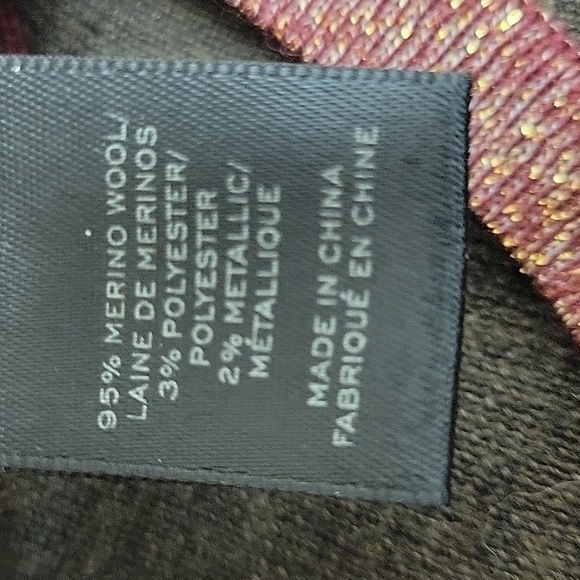 95% MERINO WOOL/
LAINE DE MERINOS
3% POLYESTER/
POLYESTER
2% METALLIC/
MÉTALLIQUE
MADE IN CHINA
FABRIQUÉ EN CHINE